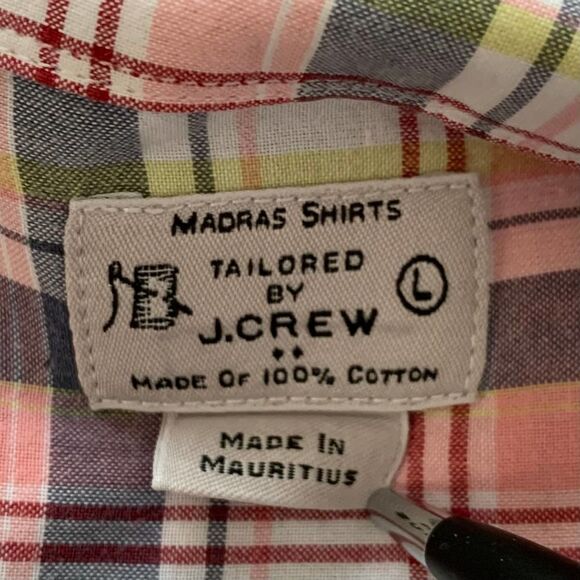 MADRAS SHIRTS
TAILORED
BY
L
J.CREW
MADE OF 100% COTTON
MADE IN
MAURITIUS